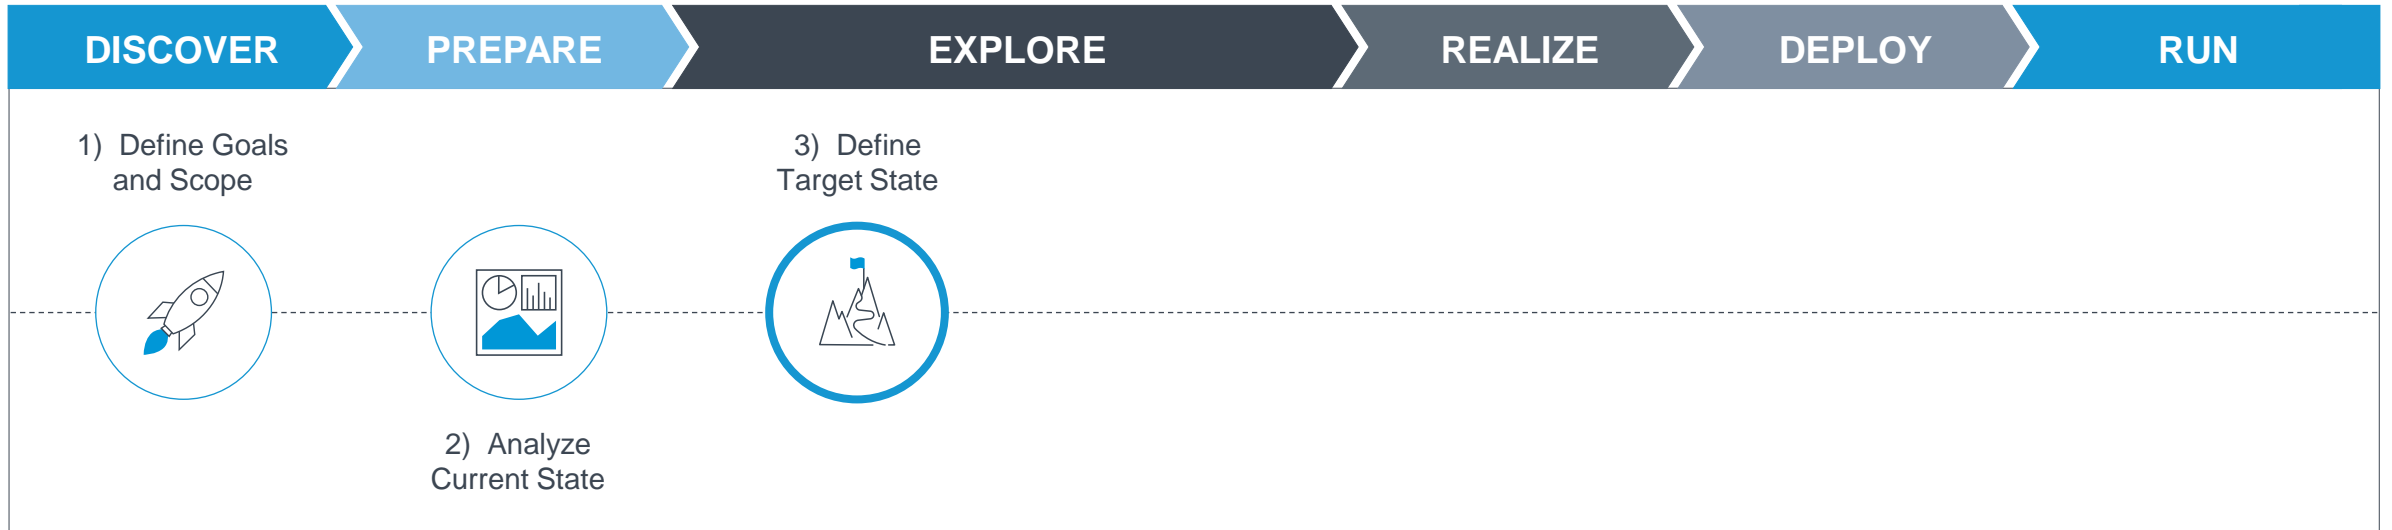 DISCOVER
PREPARE
EXPLORE
REALIZE
DEPLOY
RUN
1) Define Goals
and Scope
2) Analyze
Current State
3) Define
Target State